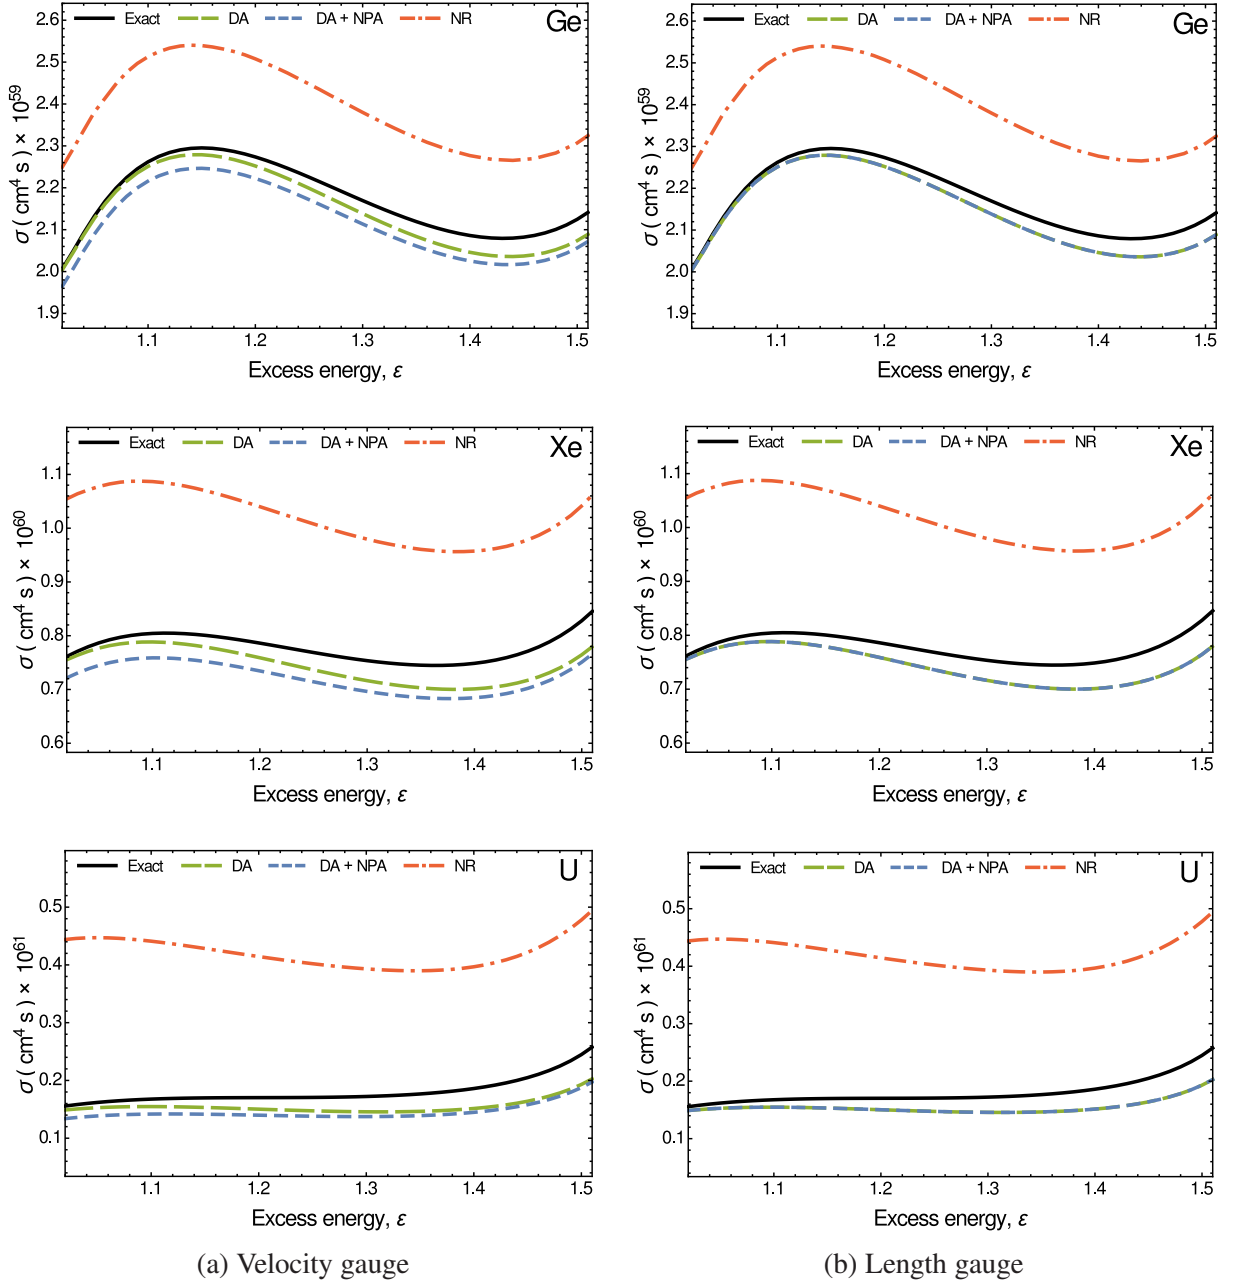 Exact DA DA + NPA NR Ge
2.6
2.5
2.4
2.3
2.2
2.1
2.0
1.9
σ ( cm⁴ s ) × 10⁵⁹
1.1 1.2 1.3 1.4 1.5
Excess energy, ε
Exact DA DA + NPA NR Ge
2.6
2.5
2.4
2.3
2.2
2.1
2.0
1.9
σ ( cm⁴ s ) × 10⁵⁹
1.1 1.2 1.3 1.4 1.5
Excess energy, ε
Exact DA DA + NPA NR Xe
1.1
1.0
0.9
0.8
0.7
0.6
σ ( cm⁴ s ) × 10⁶⁰
1.1 1.2 1.3 1.4 1.5
Excess energy, ε
Exact DA DA + NPA NR Xe
1.1
1.0
0.9
0.8
0.7
0.6
σ ( cm⁴ s ) × 10⁶⁰
1.1 1.2 1.3 1.4 1.5
Excess energy, ε
Exact DA DA + NPA NR U
0.5
0.4
0.3
0.2
0.1
σ ( cm⁴ s ) × 10⁶¹
1.1 1.2 1.3 1.4 1.5
Excess energy, ε
Exact DA DA + NPA NR U
0.5
0.4
0.3
0.2
0.1
σ ( cm⁴ s ) × 10⁶¹
1.1 1.2 1.3 1.4 1.5
Excess energy, ε
(a) Velocity gauge
(b) Length gauge